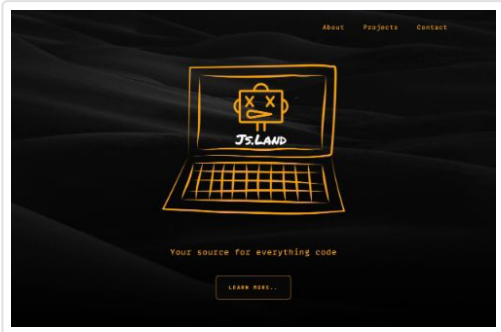 About Projects Contact
JS.LAND
Your source for everything code
LEARN MORE..